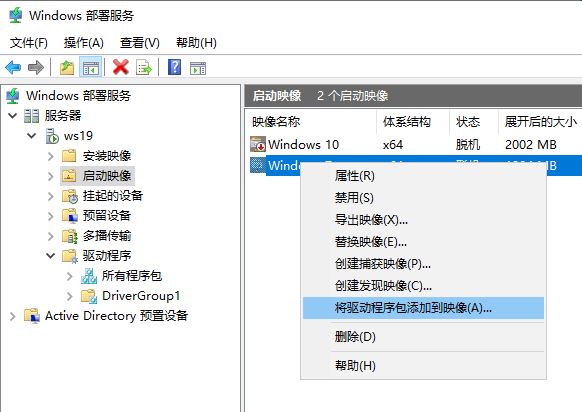 Windows 部署服务
文件(F) 操作(A) 查看(V) 帮助(H)
Windows 部署服务
服务器
ws19
安装映像
启动映像
挂起的设备
预留设备
多播传输
驱动程序
所有程序包
DriverGroup1
Active Directory 预置设备
启动映像 2 个启动映像
映像名称 体系结构 状态 展开后的大小
Windows 10 x64 脱机 2002 MB
MB
属性(R)
禁用(S)
导出映像(X)...
替换映像(E)...
创建捕获映像(P)...
创建发现映像(C)...
将驱动程序包添加到映像(A)...
删除(D)
帮助(H)